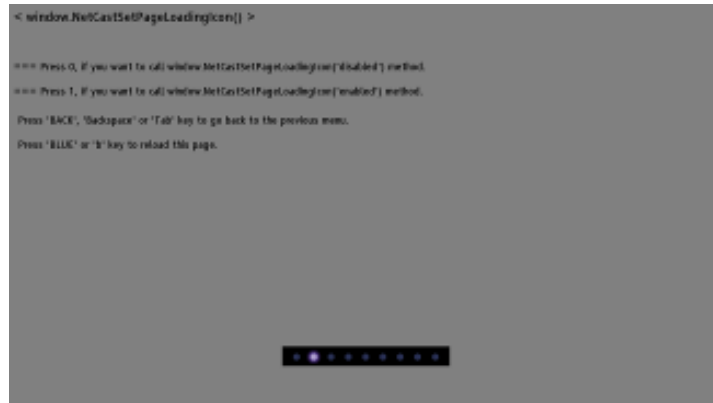 < window.NetCastSetPageLoadingIcon() >
=== Press 0, if you want to call window.NetCastSetPageLoadingIcon('disabled') method.
=== Press 1, if you want to call window.NetCastSetPageLoadingIcon('enabled') method.
Press 'BACK', 'Backspace' or 'Tab' key to go back to the previous menu.
Press 'BLUE' or 'b' key to reload this page.